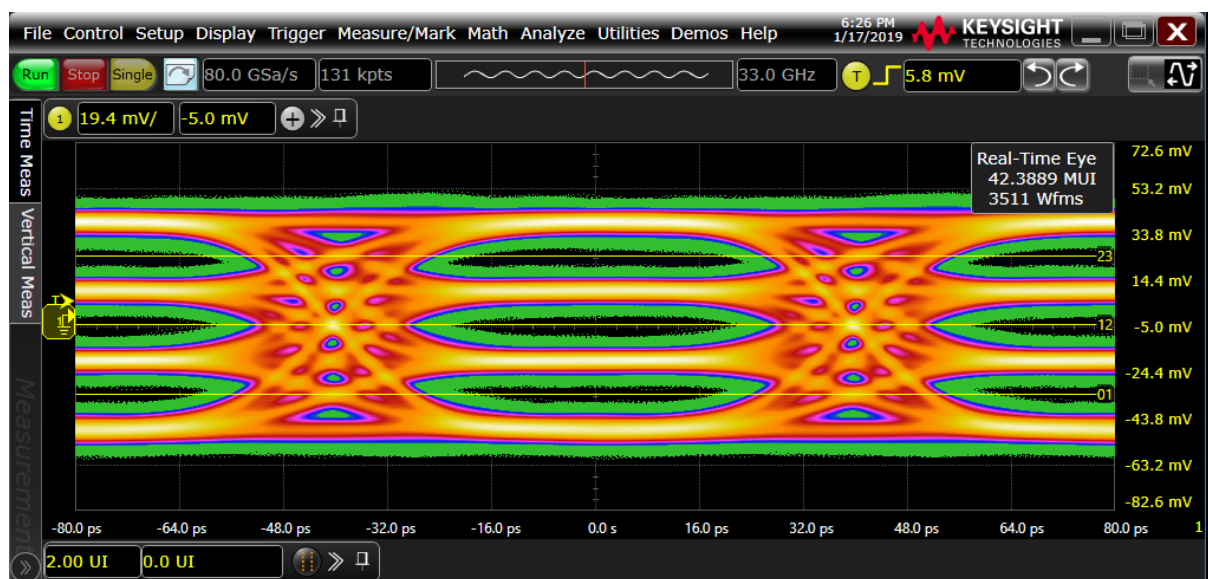 File Control Setup Display Trigger Measure/Mark Math Analyze Utilities Demos Help
6:26 PM
1/17/2019
KEYSIGHT
TECHNOLOGIES
X
Run Stop Single 80.0 GSa/s 131 kpts 33.0 GHz T 5.8 mV
1 19.4 mV/ -5.0 mV
Time Meas
Vertical Meas
Measurement
Real-Time Eye
42.3889 MUI
3511 Wfms
72.6 mV
53.2 mV
33.8 mV
23
14.4 mV
T
1
12
-5.0 mV
-24.4 mV
01
-43.8 mV
-63.2 mV
-82.6 mV
-80.0 ps -64.0 ps -48.0 ps -32.0 ps -16.0 ps 0.0 s 16.0 ps 32.0 ps 48.0 ps 64.0 ps 80.0 ps 1
2.00 UI 0.0 UI